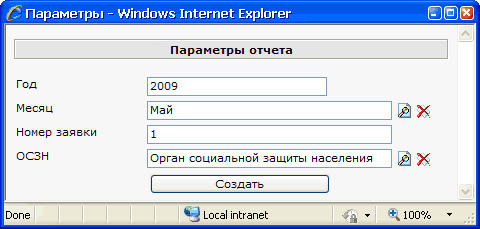 Параметры - Windows Internet Explorer
Параметры отчета
Год 2009
Месяц Май
Номер заявки 1
ОСЗН Орган социальной защиты населения
Создать
Done Local intranet 100%